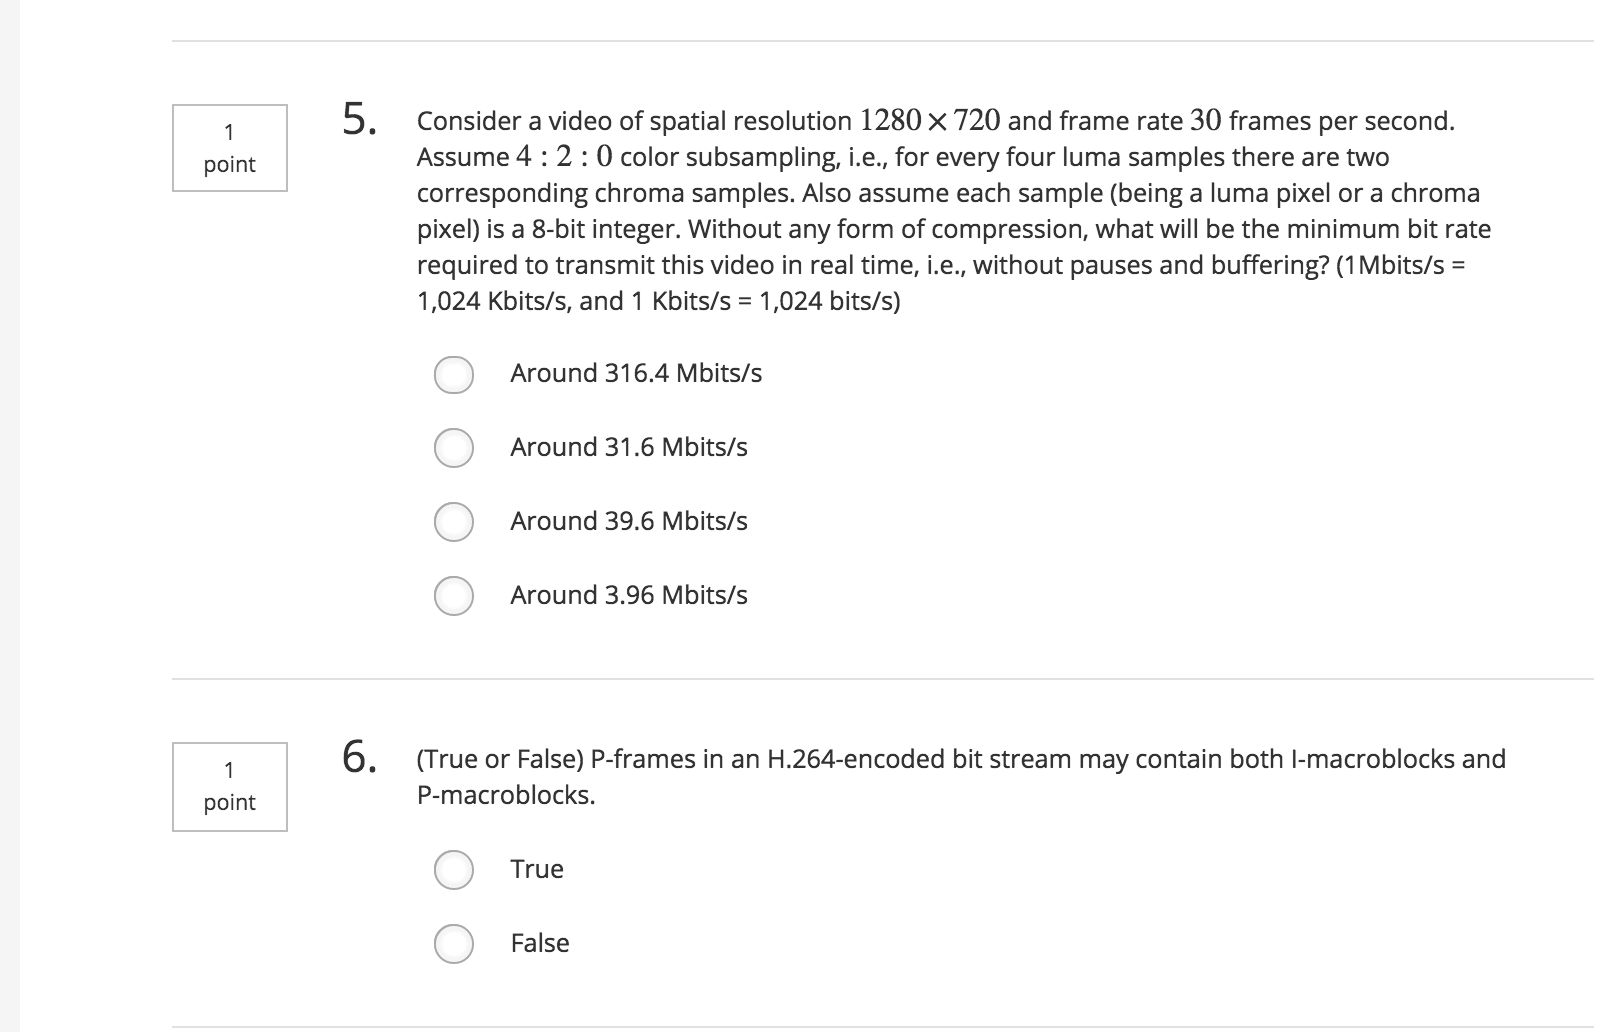 1
point
5.
Consider a video of spatial resolution 1280 × 720 and frame rate 30 frames per second.
Assume 4 : 2 : 0 color subsampling, i.e., for every four luma samples there are two
corresponding chroma samples. Also assume each sample (being a luma pixel or a chroma
pixel) is a 8-bit integer. Without any form of compression, what will be the minimum bit rate
required to transmit this video in real time, i.e., without pauses and buffering? (1Mbits/s =
1,024 Kbits/s, and 1 Kbits/s = 1,024 bits/s)
Around 316.4 Mbits/s
Around 31.6 Mbits/s
Around 39.6 Mbits/s
Around 3.96 Mbits/s
1
point
6.
(True or False) P-frames in an H.264-encoded bit stream may contain both I-macroblocks and
P-macroblocks.
True
False